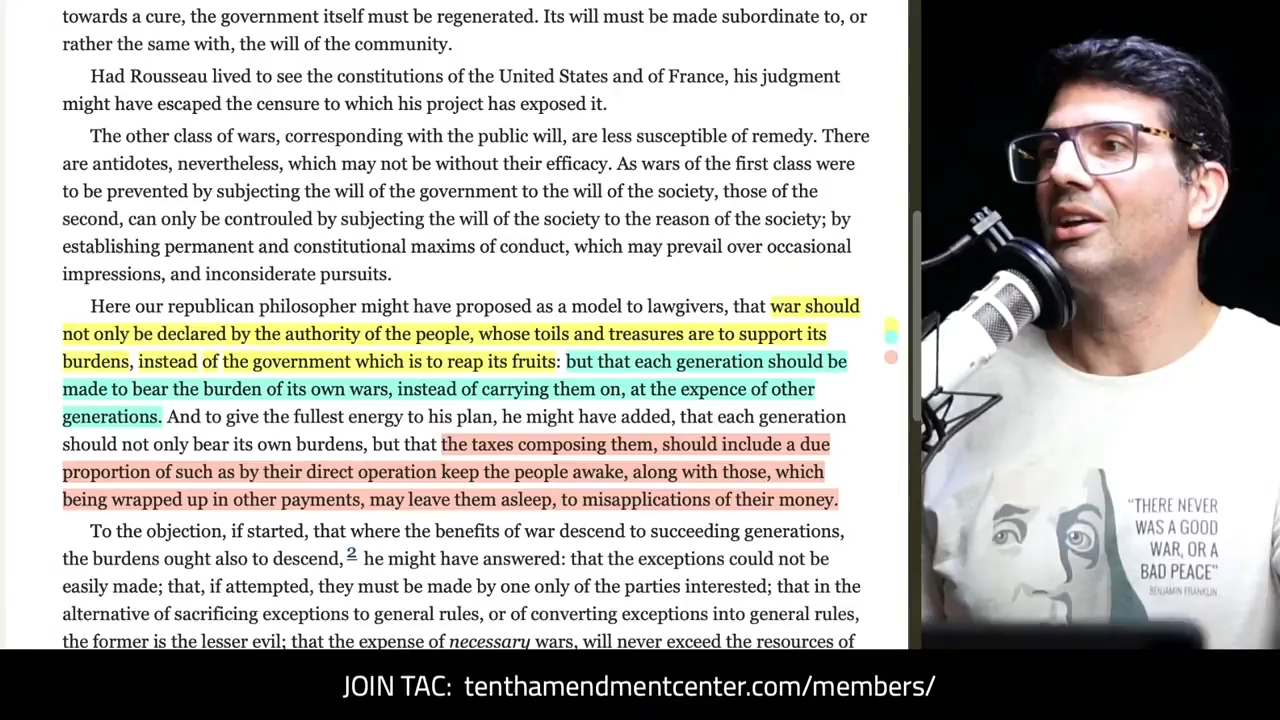 towards a cure, the government itself must be regenerated. Its will must be made subordinate to, or
rather the same with, the will of the community.
Had Rousseau lived to see the constitutions of the United States and of France, his judgment
might have escaped the censure to which his project has exposed it.
The other class of wars, corresponding with the public will, are less susceptible of remedy. There
are antidotes, nevertheless, which may not be without their efficacy. As wars of the first class were
to be prevented by subjecting the will of the government to the will of the society, those of the
second, can only be controuled by subjecting the will of the society to the reason of the society; by
establishing permanent and constitutional maxims of conduct, which may prevail over occasional
impressions, and inconsiderate pursuits.
Here our republican philosopher might have proposed as a model to lawgivers, that war should
not only be declared by the authority of the people, whose toils and treasures are to support its
burdens, instead of the government which is to reap its fruits: but that each generation should be
made to bear the burden of its own wars, instead of carrying them on, at the expence of other
generations. And to give the fullest energy to his plan, he might have added, that each generation
should not only bear its own burdens, but that the taxes composing them, should include a due
proportion of such as by their direct operation keep the people awake, along with those, which
being wrapped up in other payments, may leave them asleep, to misapplications of their money.
To the objection, if started, that where the benefits of war descend to succeeding generations,
the burdens ought also to descend, 2 he might have answered: that the exceptions could not be
easily made; that, if attempted, they must be made by one only of the parties interested; that in the
alternative of sacrificing exceptions to general rules, or of converting exceptions into general rules,
the former is the lesser evil; that the expense of necessary wars, will never exceed the resources of
"THERE NEVER
WAS A GOOD
WAR, OR A
BAD PEACE"
BENJAMIN FRANKLIN
JOIN TAC: tenthamendmentcenter.com/members/